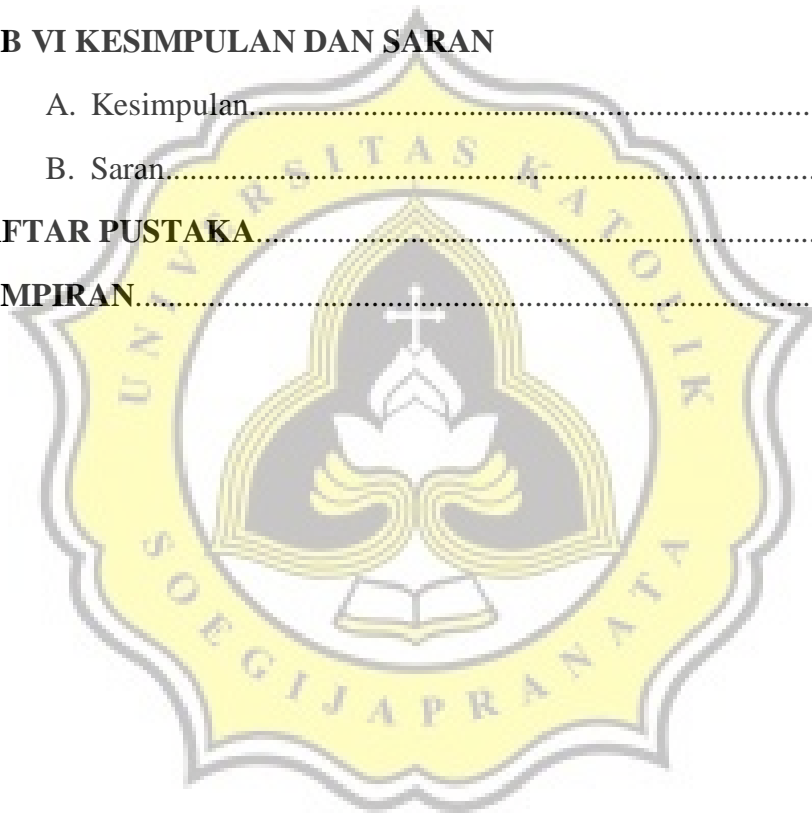 B VI KESIMPULAN DAN SARAN
A. Kesimpulan..........................................................................
B. Saran....................................................................................
FTAR PUSTAKA.........................................................................
MPIRAN.....................................................................................
UNIVERSITAS KATOLIK
SOEGIJAPRANATA